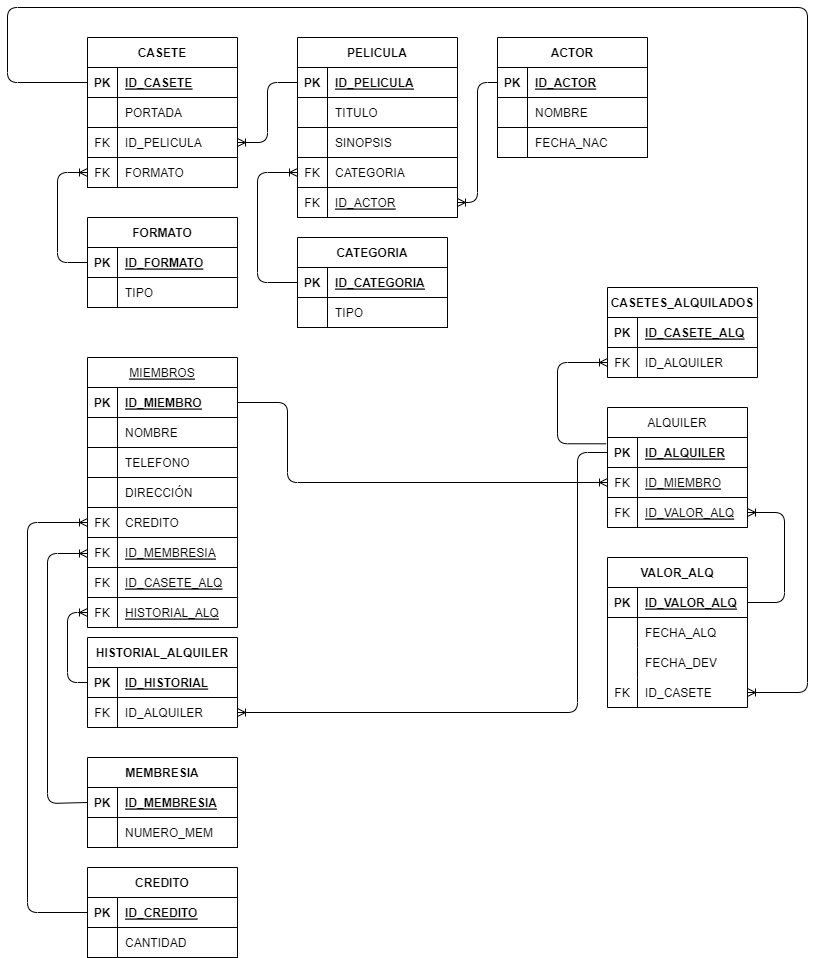 CASETE
PK ID_CASETE
PORTADA
FK ID_PELICULA
FK FORMATO
PELICULA
PK ID_PELICULA
TITULO
SINOPSIS
FK CATEGORIA
FK ID_ACTOR
ACTOR
PK ID_ACTOR
NOMBRE
FECHA_NAC
FORMATO
PK ID_FORMATO
TIPO
CATEGORIA
PK ID_CATEGORIA
TIPO
CASETES_ALQUILADOS
PK ID_CASETE_ALQ
FK ID_ALQUILER
MIEMBROS
PK ID_MIEMBRO
NOMBRE
TELEFONO
DIRECCIÓN
FK CREDITO
FK ID_MEMBRESIA
FK ID_CASETE_ALQ
FK HISTORIAL_ALQ
ALQUILER
PK ID_ALQUILER
FK ID_MIEMBRO
FK ID_VALOR_ALQ
VALOR_ALQ
PK ID_VALOR_ALQ
FECHA_ALQ
FECHA_DEV
FK ID_CASETE
HISTORIAL_ALQUILER
PK ID_HISTORIAL
FK ID_ALQUILER
MEMBRESIA
PK ID_MEMBRESIA
NUMERO_MEM
CREDITO
PK ID_CREDITO
CANTIDAD